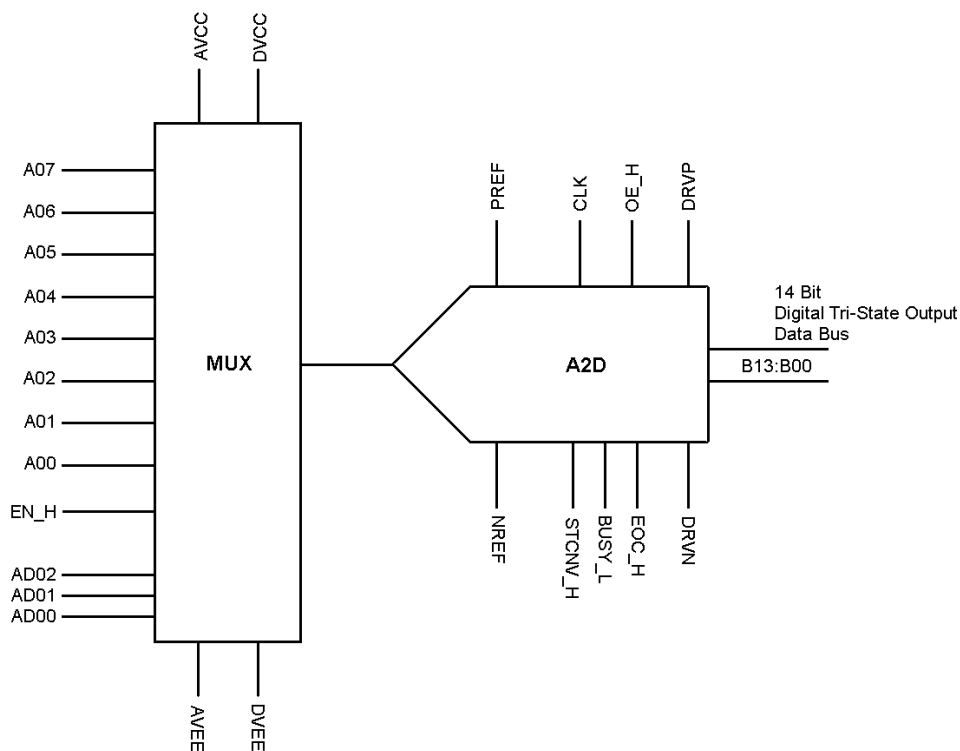 AVCC
DVCC
A07
A06
A05
A04
A03
A02
A01
A00
EN_H
AD02
AD01
AD00
MUX
AVEE
DVEE
PREF
CLK
OE_H
DRVP
A2D
NREF
STCNV_H
BUSY_L
EOC_H
DRVN
14 Bit
Digital Tri-State Output
Data Bus
B13:B00